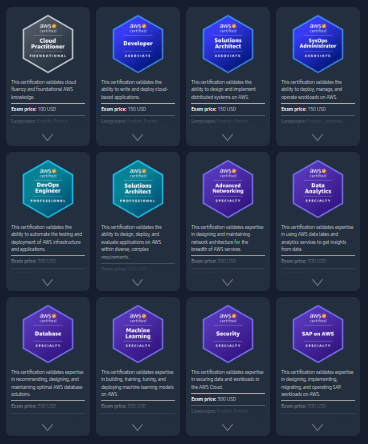 aws certified
Cloud Practitioner
FOUNDATIONAL
This certification validates cloud
fluency and foundational AWS
knowledge.
Exam price: 100 USD
aws certified
Developer
ASSOCIATE
This certification validates the
ability to write and deploy cloud-
based applications.
Exam price: 150 USD
aws certified
Solutions Architect
ASSOCIATE
This certification validates the
ability to design and implement
distributed systems on AWS.
Exam price: 150 USD
aws certified
SysOps Administrator
ASSOCIATE
This certification validates the
ability to deploy, manage, and
operate workloads on AWS.
Exam price: 150 USD
aws certified
DevOps Engineer
PROFESSIONAL
This certification validates the
ability to automate the testing and
deployment of AWS infrastructure
and applications.
Exam price: 300 USD
aws certified
Solutions Architect
PROFESSIONAL
This certification validates the
ability to design, deploy, and
evaluate applications on AWS
within diverse, complex
requirements.
aws certified
Advanced Networking
SPECIALTY
This certification validates expertise
in designing and maintaining
network architecture for the
breadth of AWS services.
Exam price: 300 USD
aws certified
Data Analytics
SPECIALTY
This certification validates expertise
in using AWS data lakes and
analytics services to get insights
from data.
Exam price: 300 USD
aws certified
Database
SPECIALTY
This certification validates expertise
in recommending, designing, and
maintaining optimal AWS database
solutions.
Exam price: 300 USD
aws certified
Machine Learning
SPECIALTY
This certification validates expertise
in building, training, tuning, and
deploying machine learning models
on AWS.
Exam price: 300 USD
aws certified
Security
SPECIALTY
This certification validates expertise
in securing data and workloads in
the AWS Cloud.
Exam price: 300 USD
aws certified
SAP on AWS
SPECIALTY
This certification validates expertise
in designing, implementing,
migrating, and operating SAP
workloads on AWS.
Exam price: 300 USD